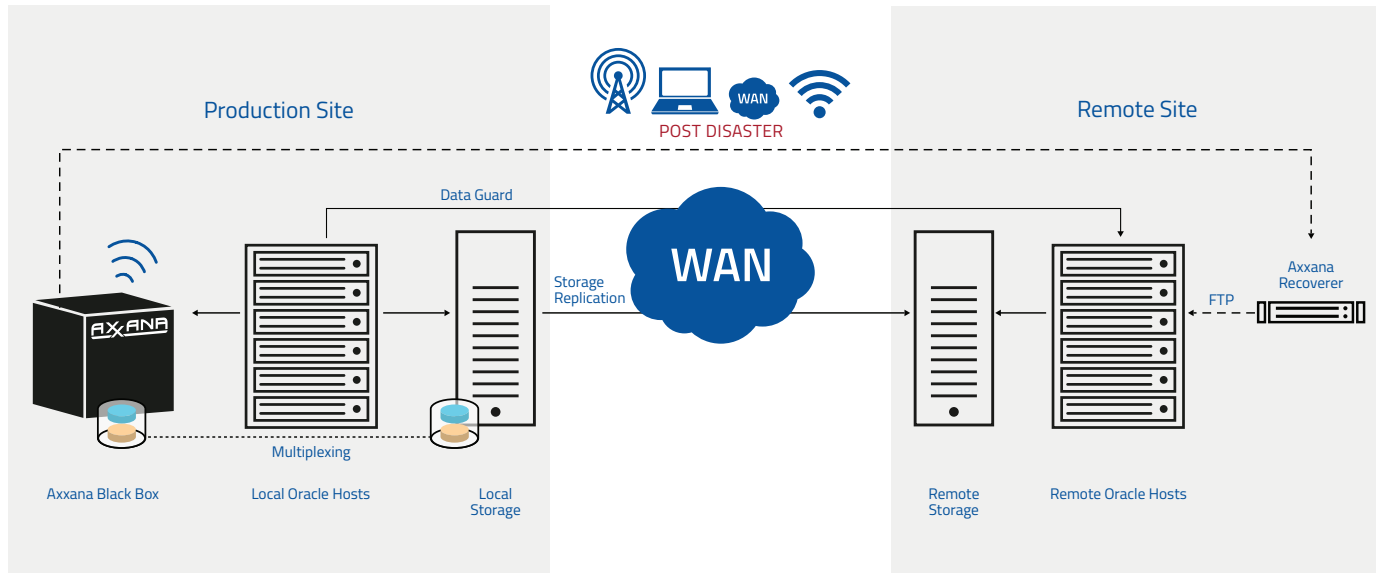 WAN
POST DISASTER
Production Site
Remote Site
Data Guard
WAN
Storage
Replication
Axxana
Recoverer
FTP
AXXANA
Multiplexing
Axxana Black Box
Local Oracle Hosts
Local
Storage
Remote
Storage
Remote Oracle Hosts